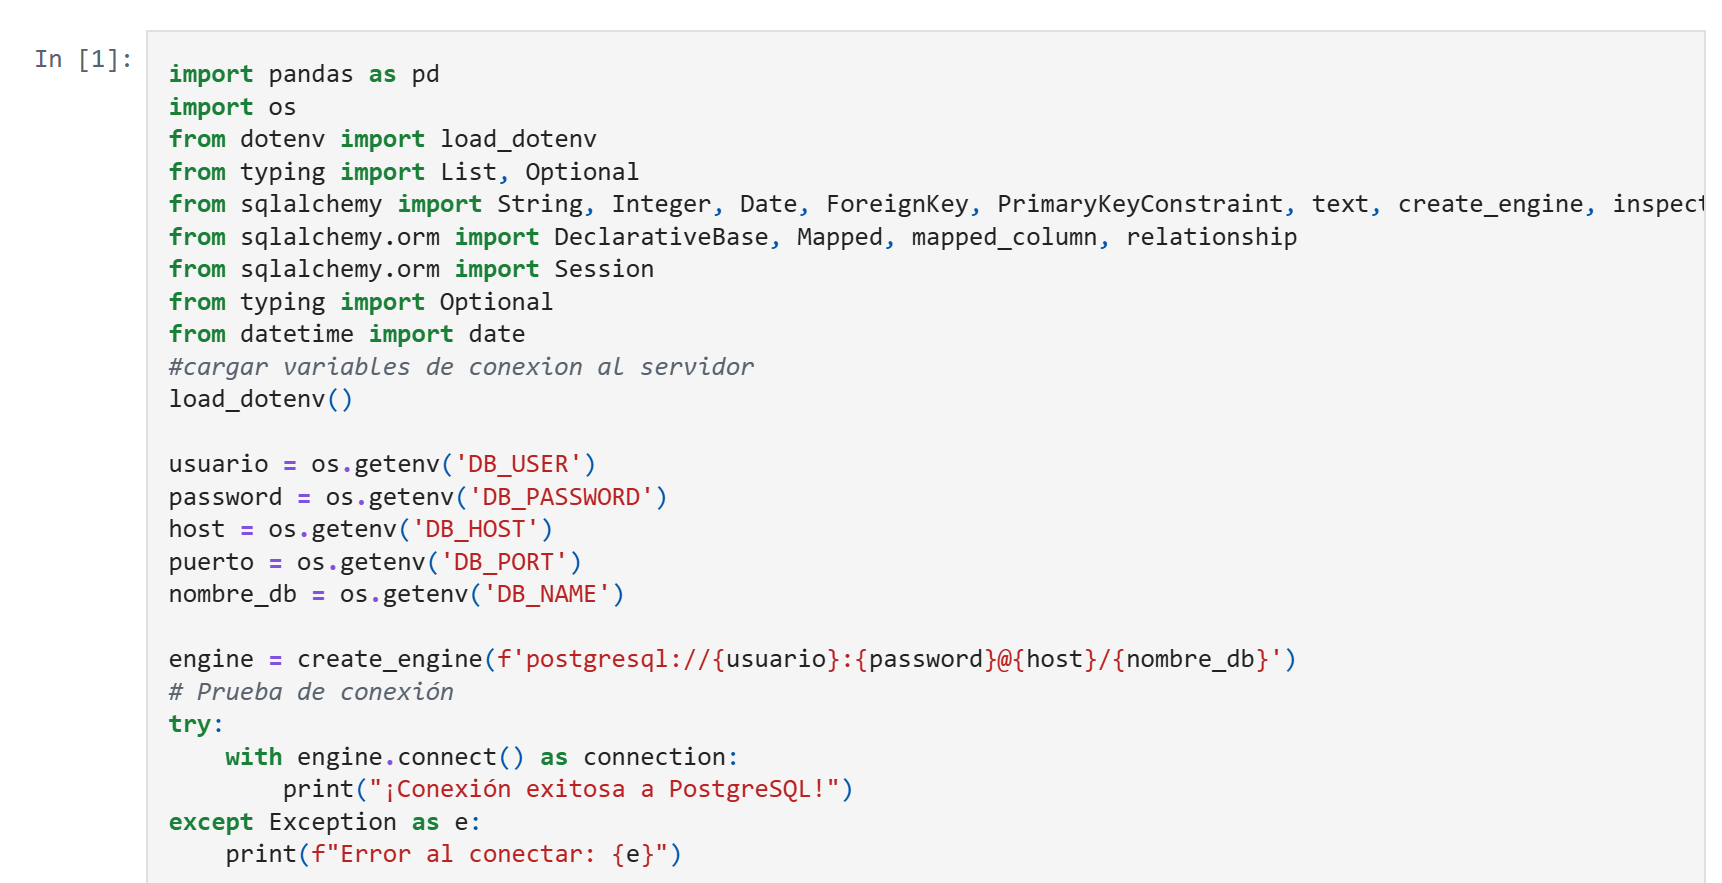 In [1]:
import pandas as pd
import os
from dotenv import load_dotenv
from typing import List, Optional
from sqlalchemy import String, Integer, Date, ForeignKey, PrimaryKeyConstraint, text, create_engine, inspect
from sqlalchemy.orm import DeclarativeBase, Mapped, mapped_column, relationship
from sqlalchemy.orm import Session
from typing import Optional
from datetime import date
#cargar variables de conexion al servidor
load_dotenv()
usuario = os.getenv('DB_USER')
password = os.getenv('DB_PASSWORD')
host = os.getenv('DB_HOST')
puerto = os.getenv('DB_PORT')
nombre_db = os.getenv('DB_NAME')
engine = create_engine(f'postgresql://{usuario}:{password}@{host}/{nombre_db}')
# Prueba de conexión
try:
    with engine.connect() as connection:
        print("¡Conexión exitosa a PostgreSQL!")
except Exception as e:
    print(f"Error al conectar: {e}")